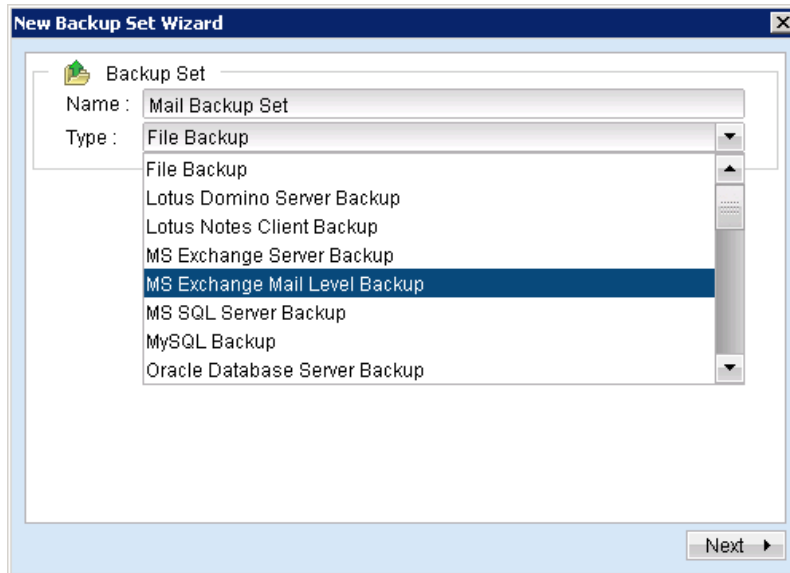 New Backup Set Wizard
Backup Set
Name : Mail Backup Set
Type : File Backup
File Backup
Lotus Domino Server Backup
Lotus Notes Client Backup
MS Exchange Server Backup
MS Exchange Mail Level Backup
MS SQL Server Backup
MySQL Backup
Oracle Database Server Backup
Next